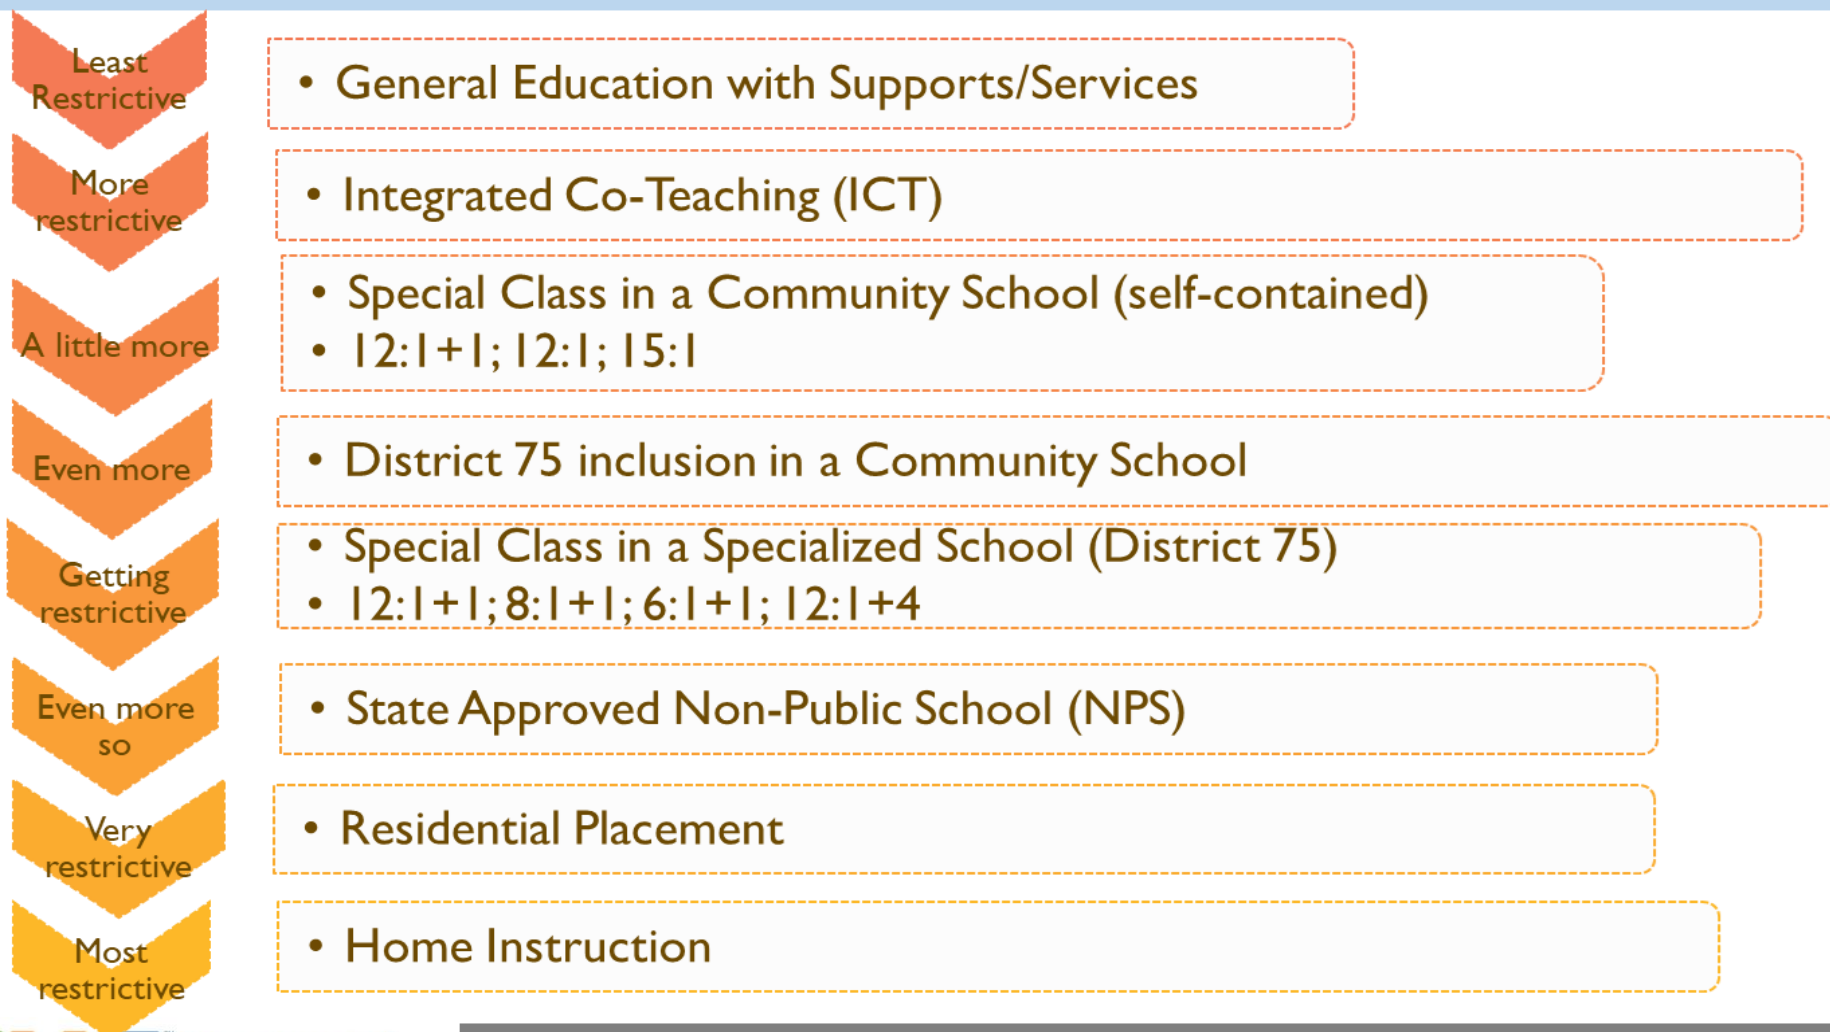 Least
Restrictive
• General Education with Supports/Services
More
restrictive
• Integrated Co-Teaching (ICT)
A little more
• Special Class in a Community School (self-contained)
• 12:1+1; 12:1; 15:1
Even more
• District 75 inclusion in a Community School
Getting
restrictive
• Special Class in a Specialized School (District 75)
• 12:1+1; 8:1+1; 6:1+1; 12:1+4
Even more
so
• State Approved Non-Public School (NPS)
Very
restrictive
• Residential Placement
Most
restrictive
• Home Instruction